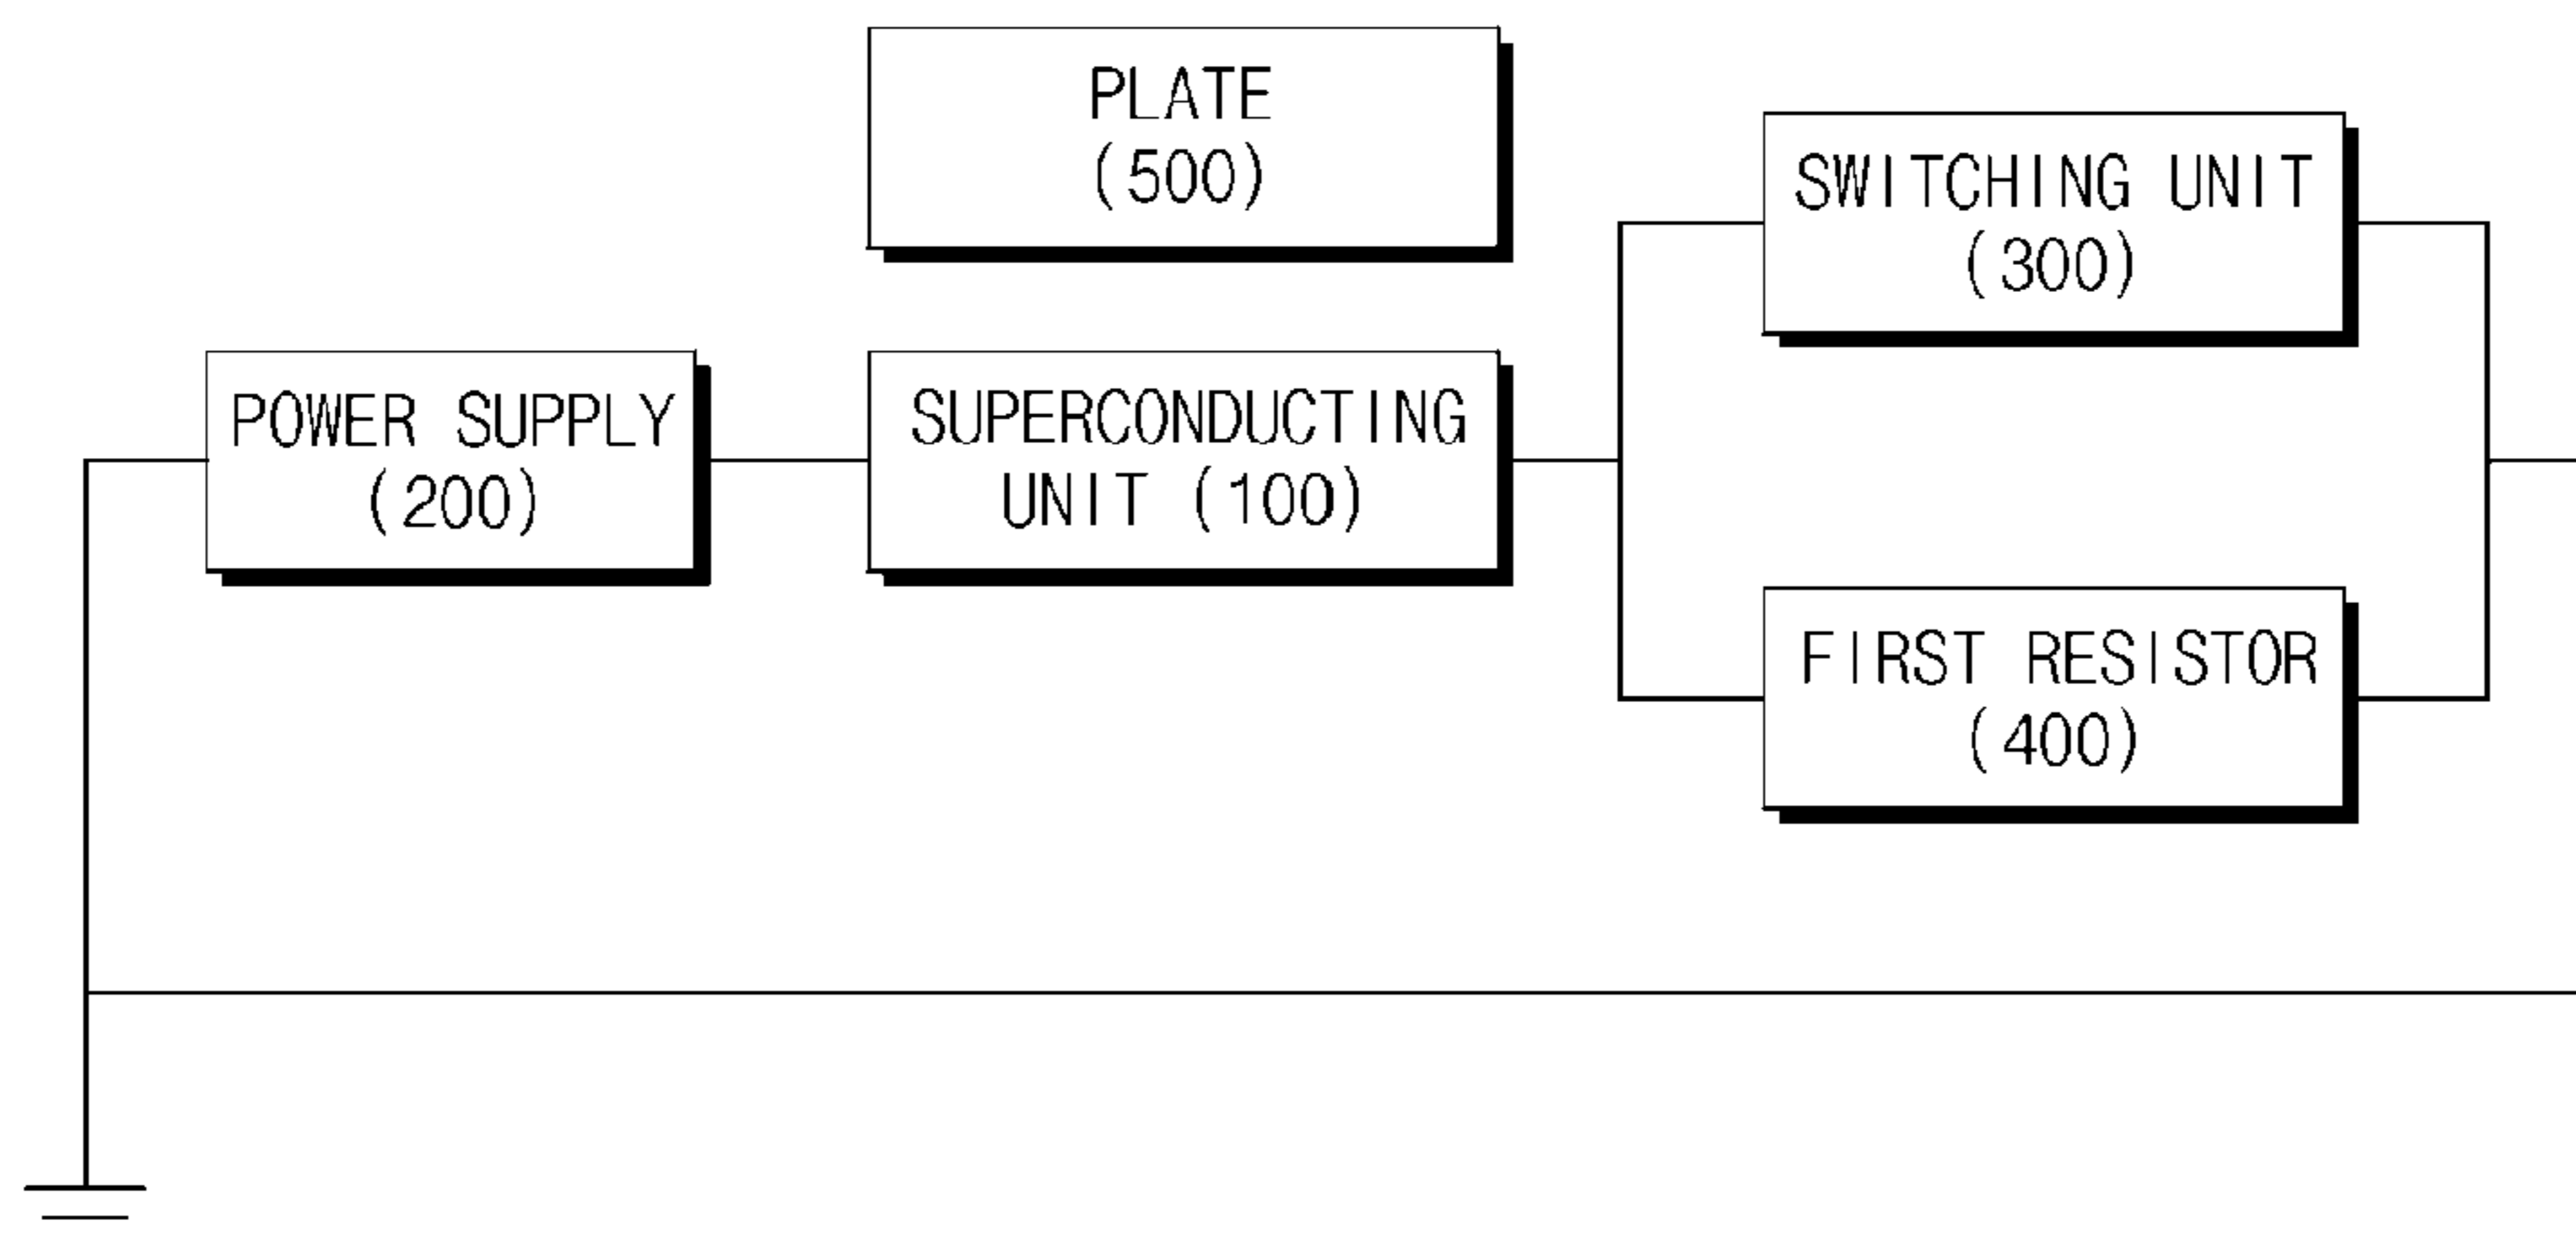 PLATE
(500)
SWITCHING UNIT
(300)
POWER SUPPLY
(200)
SUPERCONDUCTING
UNIT (100)
FIRST RESISTOR
(400)